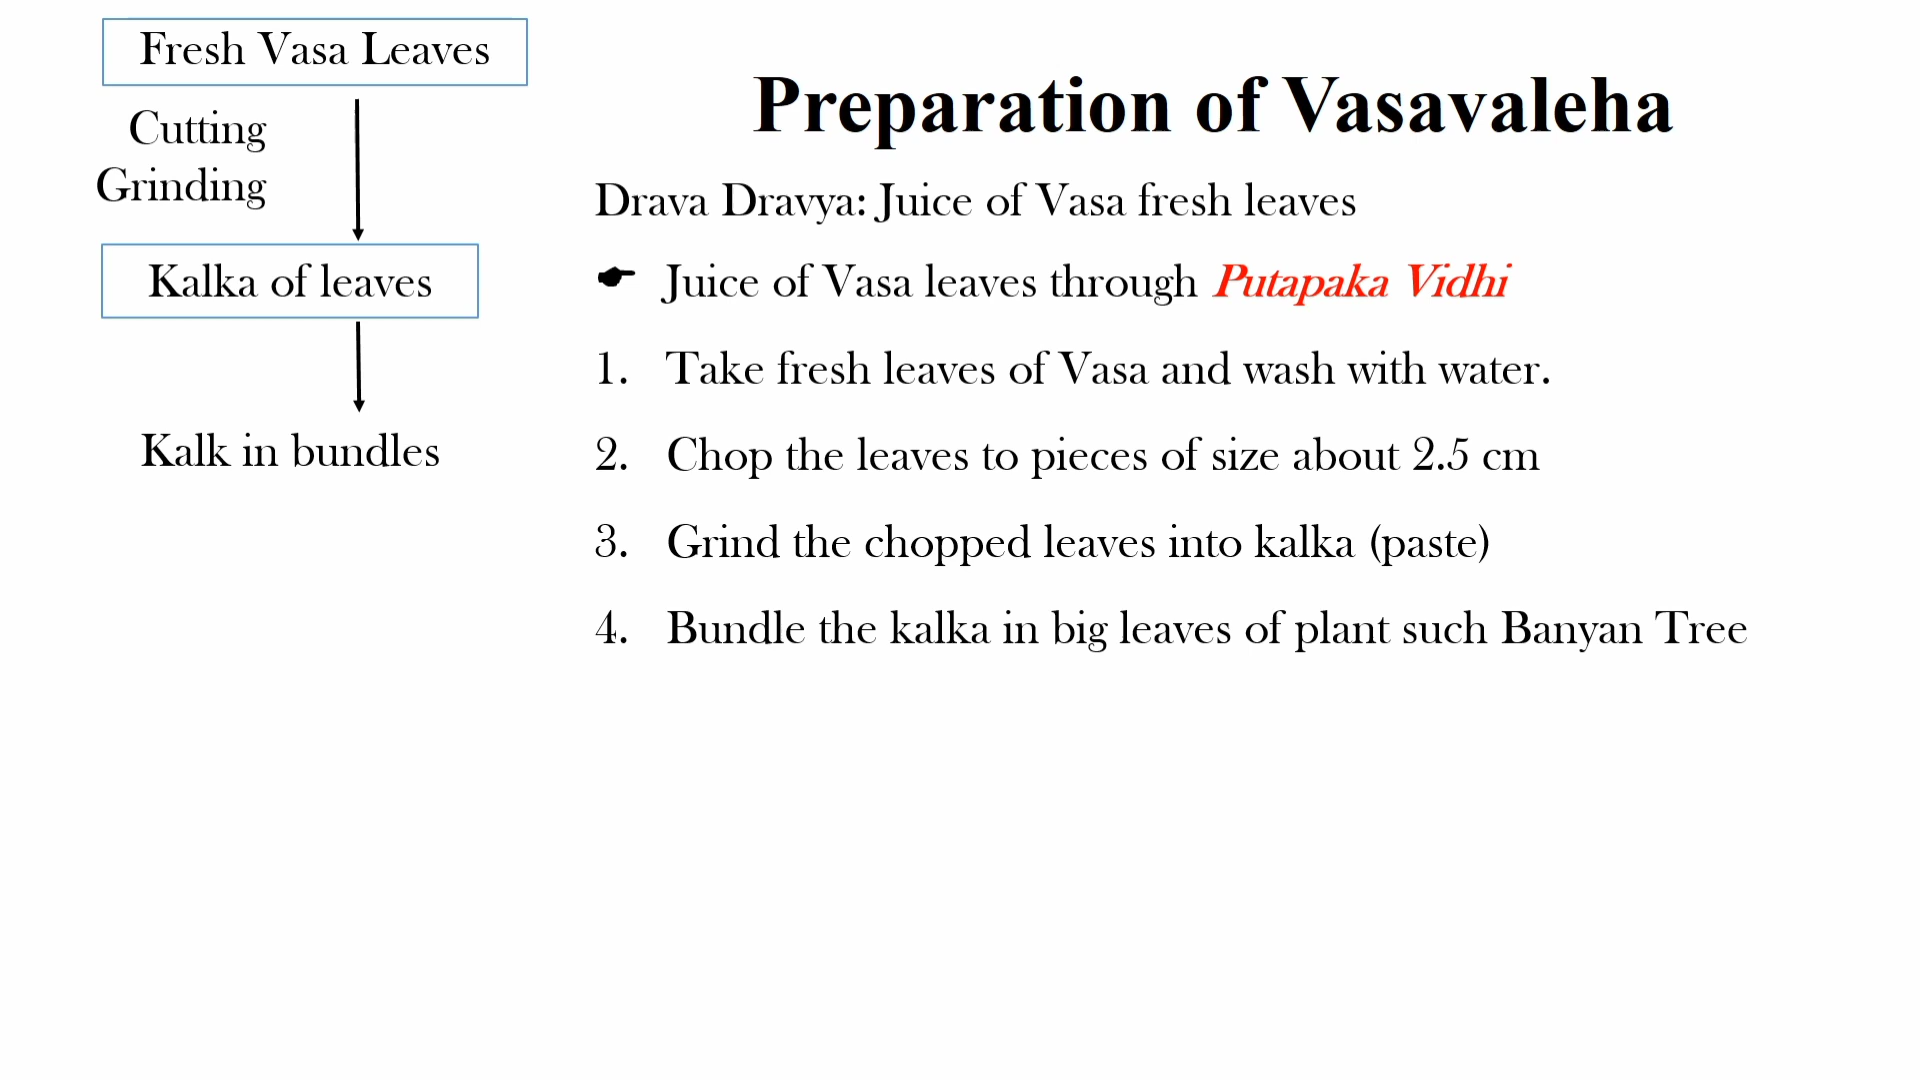 Fresh Vasa Leaves
Cutting
Grinding
Kalka of leaves
Kalk in bundles
Preparation of Vasavaleha
Drava Dravya: Juice of Vasa fresh leaves
Juice of Vasa leaves through Putapaka Vidhi
1. Take fresh leaves of Vasa and wash with water.
2. Chop the leaves to pieces of size about 2.5 cm
3. Grind the chopped leaves into kalka (paste)
4. Bundle the kalka in big leaves of plant such Banyan Tree